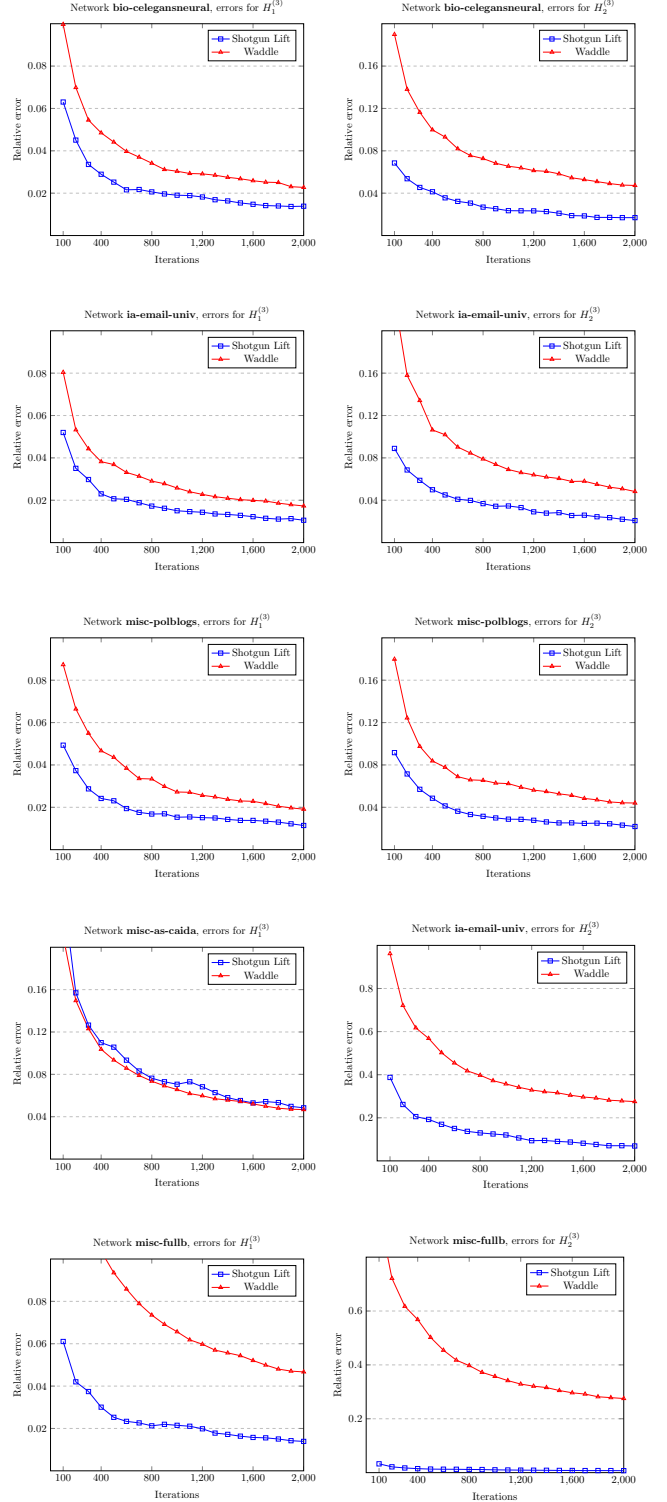 Network bio-celegansneural, errors for H_1^{(3)}
Shotgun Lift
Waddle
0.08
0.06
0.04
0.02
Relative error
100 400 800 1,200 1,600 2,000
Iterations
Network bio-celegansneural, errors for H_2^{(3)}
Shotgun Lift
Waddle
0.16
0.12
0.08
0.04
Relative error
100 400 800 1,200 1,600 2,000
Iterations
Network ia-email-univ, errors for H_1^{(3)}
Shotgun Lift
Waddle
0.08
0.06
0.04
0.02
Relative error
100 400 800 1,200 1,600 2,000
Iterations
Network ia-email-univ, errors for H_2^{(3)}
Shotgun Lift
Waddle
0.16
0.12
0.08
0.04
Relative error
100 400 800 1,200 1,600 2,000
Iterations
Network misc-polblogs, errors for H_1^{(3)}
Shotgun Lift
Waddle
0.08
0.06
0.04
0.02
Relative error
100 400 800 1,200 1,600 2,000
Iterations
Network misc-polblogs, errors for H_2^{(3)}
Shotgun Lift
Waddle
0.16
0.12
0.08
0.04
Relative error
100 400 800 1,200 1,600 2,000
Iterations
Network misc-as-caida, errors for H_1^{(3)}
Shotgun Lift
Waddle
0.16
0.12
0.08
0.04
Relative error
100 400 800 1,200 1,600 2,000
Iterations
Network ia-email-univ, errors for H_2^{(3)}
Shotgun Lift
Waddle
0.8
0.6
0.4
0.2
Relative error
100 400 800 1,200 1,600 2,000
Iterations
Network misc-fullb, errors for H_1^{(3)}
Shotgun Lift
Waddle
0.08
0.06
0.04
0.02
Relative error
100 400 800 1,200 1,600 2,000
Iterations
Network misc-fullb, errors for H_2^{(3)}
Shotgun Lift
Waddle
0.6
0.4
0.2
Relative error
100 400 800 1,200 1,600 2,000
Iterations